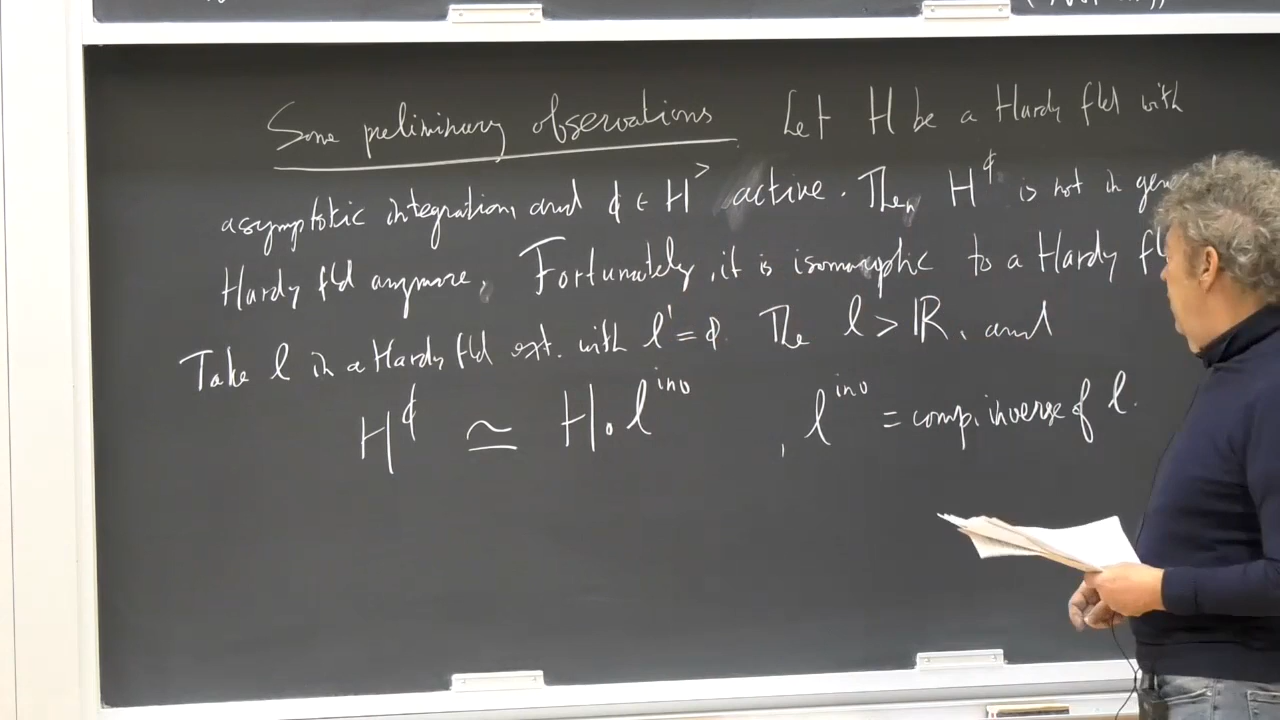 Some preliminary observations Let H be a Hardy fld with
asymptotic integration, and ϕ ∈ H^> active. Then H^ϕ is not in
Hardy fld anymore. Fortunately, it is isomorphic to a Hardy
Take ℓ in a Hardy fld ext. with ℓ' = ϕ. The ℓ > ℝ, and
H^ϕ ≃ H∘ℓ^inv , ℓ^inv = comp. inverse of ℓ.